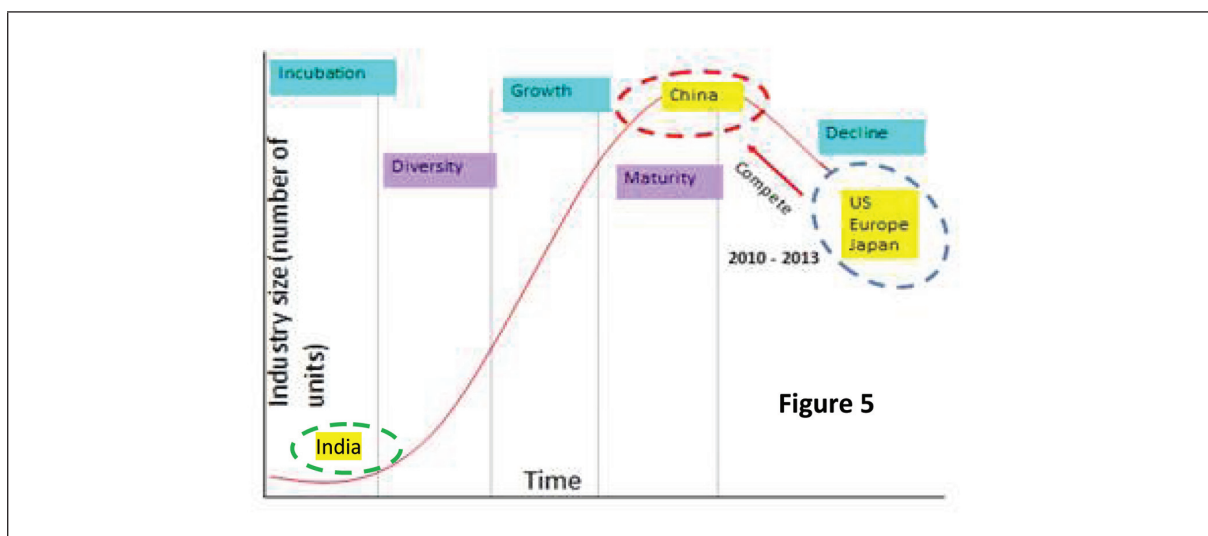 Incubation
Growth
China
Decline
Diversity
Maturity
Compete
US
Europe
Japan
2010 - 2013
Industry size (number of
units)
Figure 5
India
Time